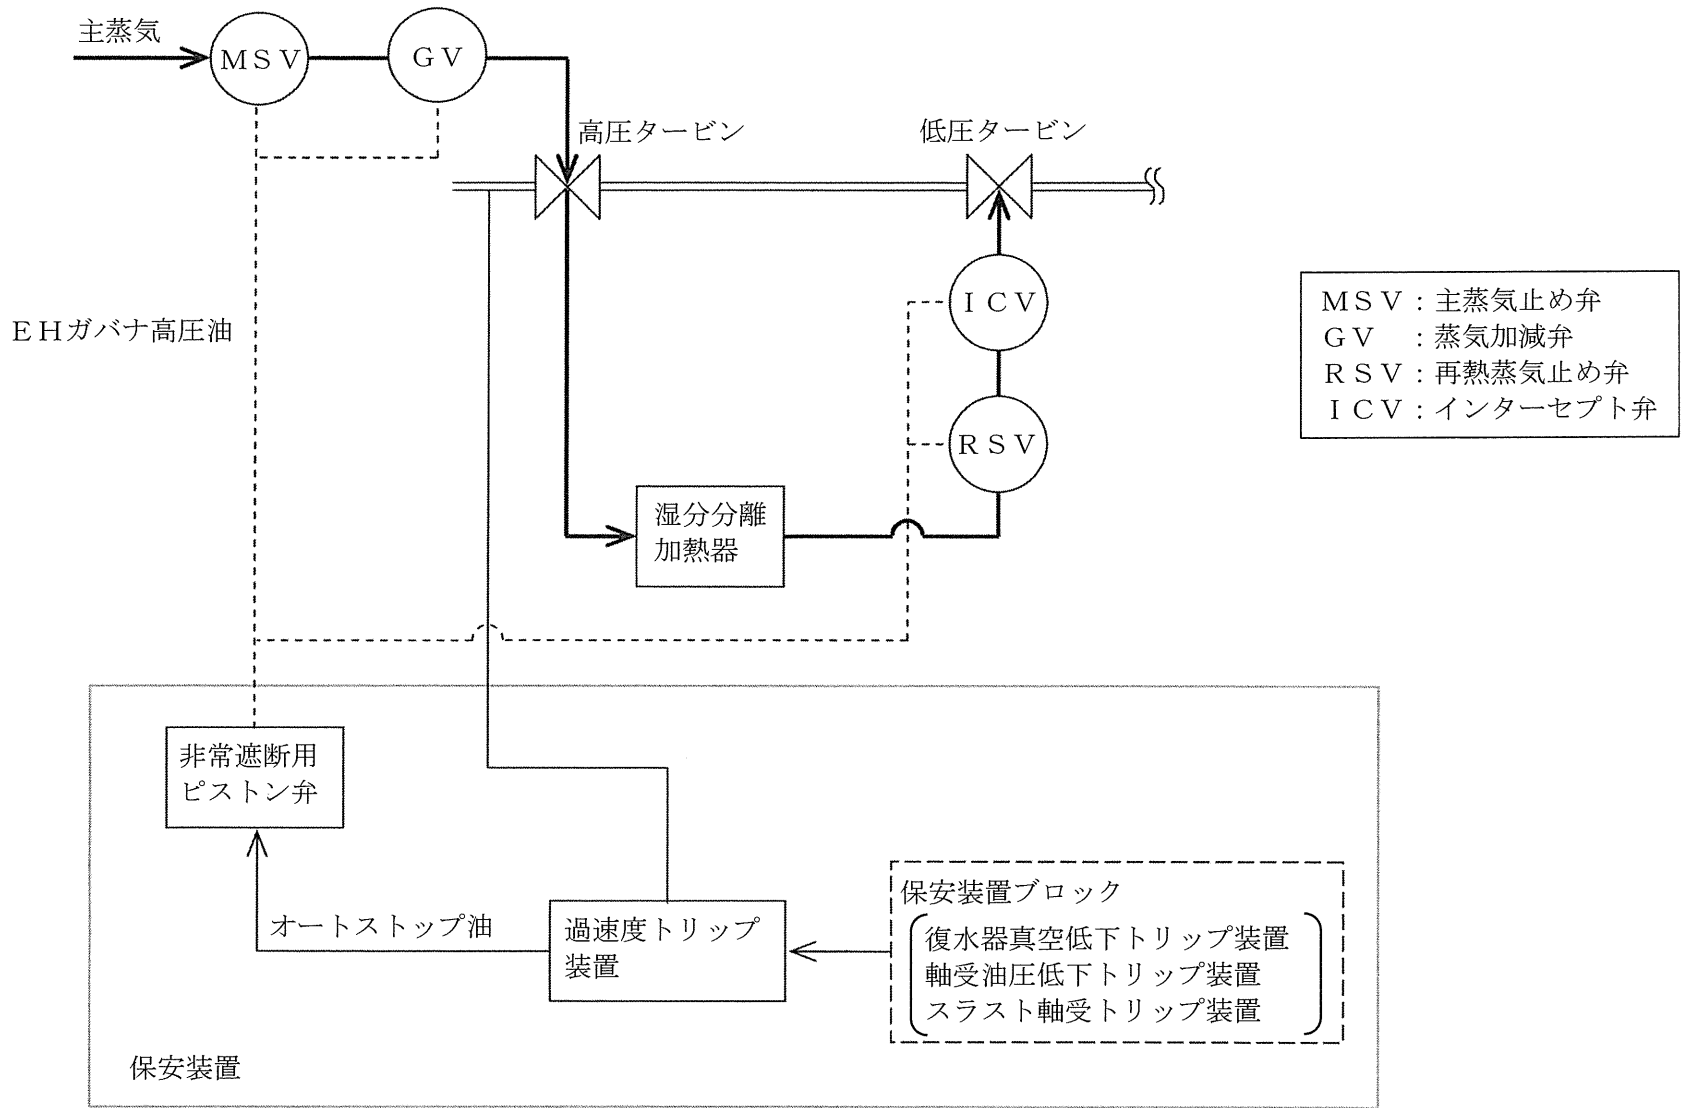 主蒸気
ＭＳＶ
ＧＶ
高圧タービン
低圧タービン
ＩＣＶ
ＥＨガバナ高圧油
ＭＳＶ：主蒸気止め弁
ＧＶ　：蒸気加減弁
ＲＳＶ：再熱蒸気止め弁
ＩＣＶ：インターセプト弁
ＲＳＶ
湿分分離
加熱器
非常遮断用
ピストン弁
オートストップ油
過速度トリップ
装置
保安装置ブロック
復水器真空低下トリップ装置
軸受油圧低下トリップ装置
スラスト軸受トリップ装置
保安装置